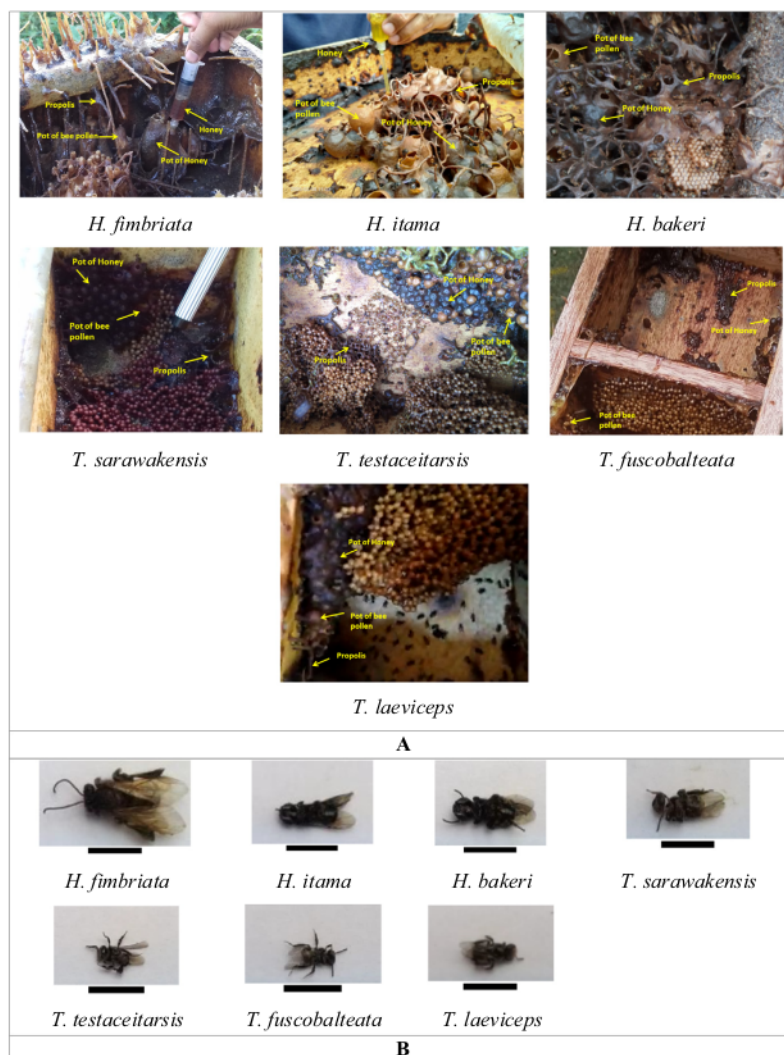 Propolis
Pot of bee pollen
Honey
Pot of Honey
H. fimbriata
Honey
Propolis
Pot of bee
pollen
Pot of Honey
H. itama
Pot of bee
pollen
Propolis
Pot of Honey
H. bakeri
Pot of Honey
Pot of bee
pollen
Propolis
T. sarawakensis
Pot of Honey
Pot of bee
pollen
Propolis
T. testaceitarsis
Propolis
Pot of Honey
Pot of bee
pollen
T. fuscobalteata
Pot of Honey
Pot of bee
pollen
Propolis
T. laeviceps
A
H. fimbriata
H. itama
H. bakeri
T. sarawakensis
T. testaceitarsis
T. fuscobalteata
T. laeviceps
B